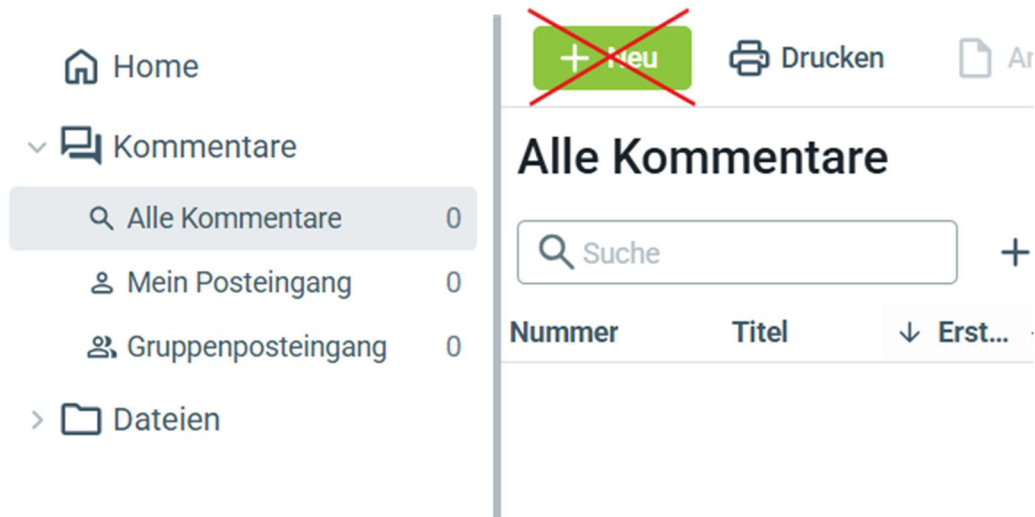 Home
Kommentare
Alle Kommentare 0
Mein Posteingang 0
Gruppenposteingang 0
Dateien
Neu
Drucken
Alle Kommentare
Suche
Nummer Titel Erst...